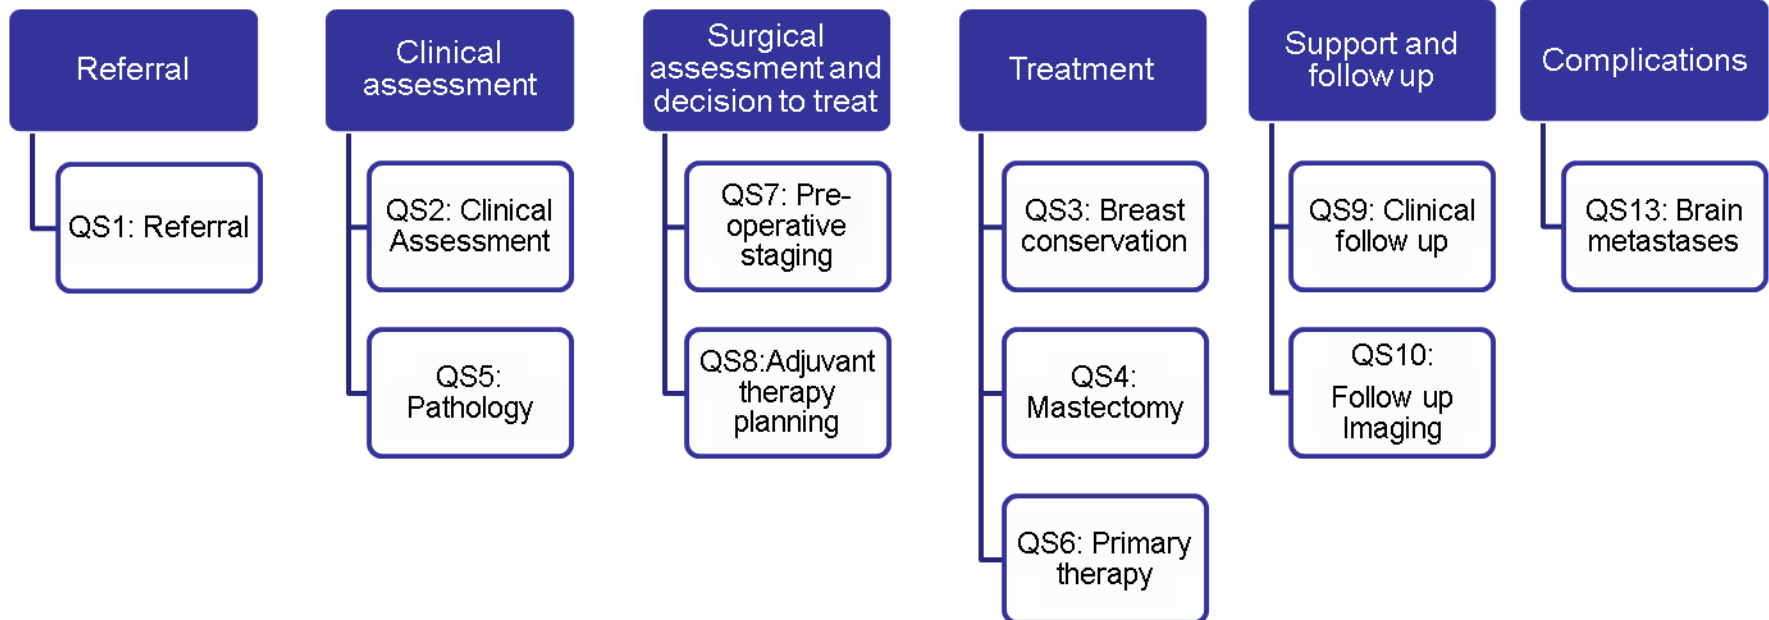 Referral
QS1: Referral
Clinical
assessment
QS2: Clinical
Assessment
QS5:
Pathology
Surgical
assessment and
decision to treat
QS7: Pre-
operative
staging
QS8:Adjuvant
therapy
planning
Treatment
QS3: Breast
conservation
QS4:
Mastectomy
QS6: Primary
therapy
Support and
follow up
QS9: Clinical
follow up
QS10:
Follow up
Imaging
Complications
QS13: Brain
metastases